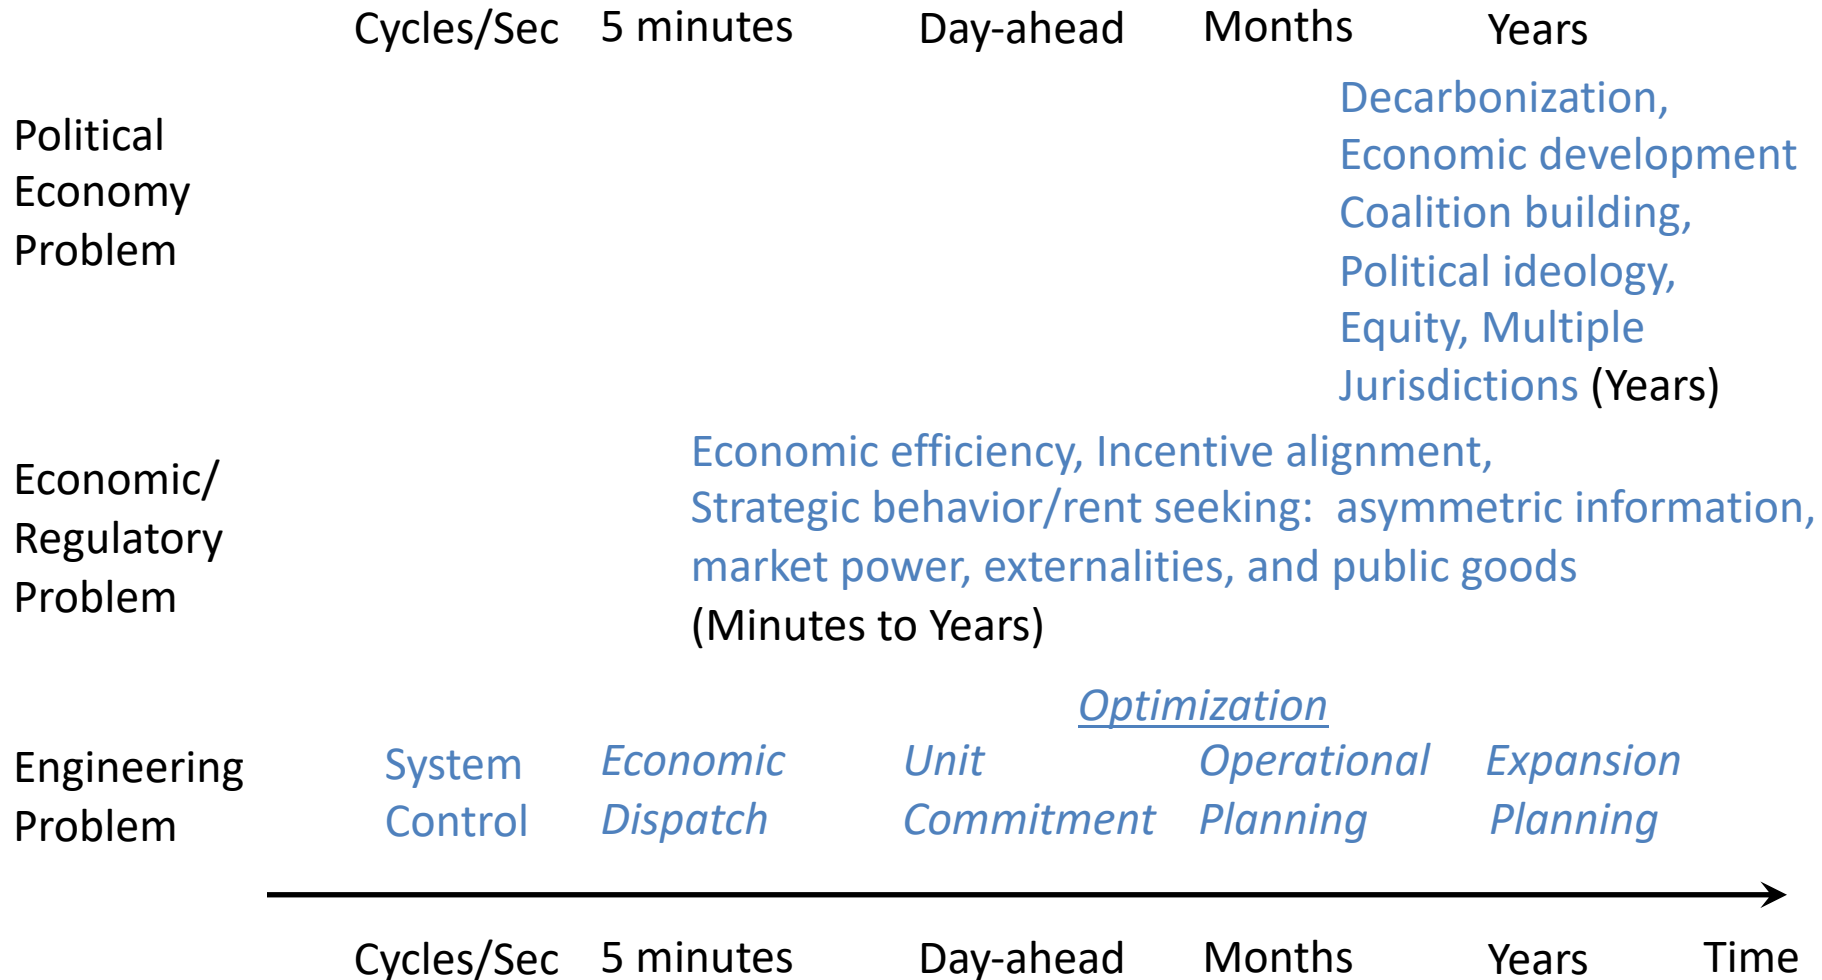 Cycles/Sec 5 minutes Day-ahead Months Years
Political
Economy
Problem
Decarbonization,
Economic development
Coalition building,
Political ideology,
Equity, Multiple
Jurisdictions (Years)
Economic/
Regulatory
Problem
Economic efficiency, Incentive alignment,
Strategic behavior/rent seeking: asymmetric information,
market power, externalities, and public goods
(Minutes to Years)
Optimization
Engineering
Problem
System
Control
Economic
Dispatch
Unit
Commitment
Operational
Planning
Expansion
Planning
Cycles/Sec 5 minutes Day-ahead Months Years Time